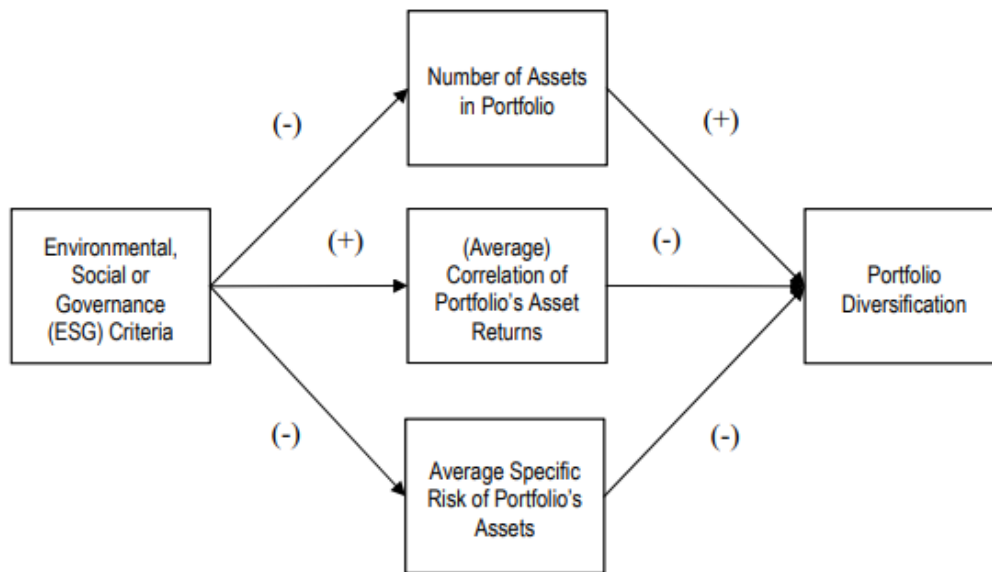 Number of Assets
in Portfolio
(-)
(+)
Environmental,
Social or
Governance
(ESG) Criteria
(+)
(Average)
Correlation of
Portfolio's Asset
Returns
(-)
Portfolio
Diversification
(-)
Average Specific
Risk of Portfolio's
Assets
(-)